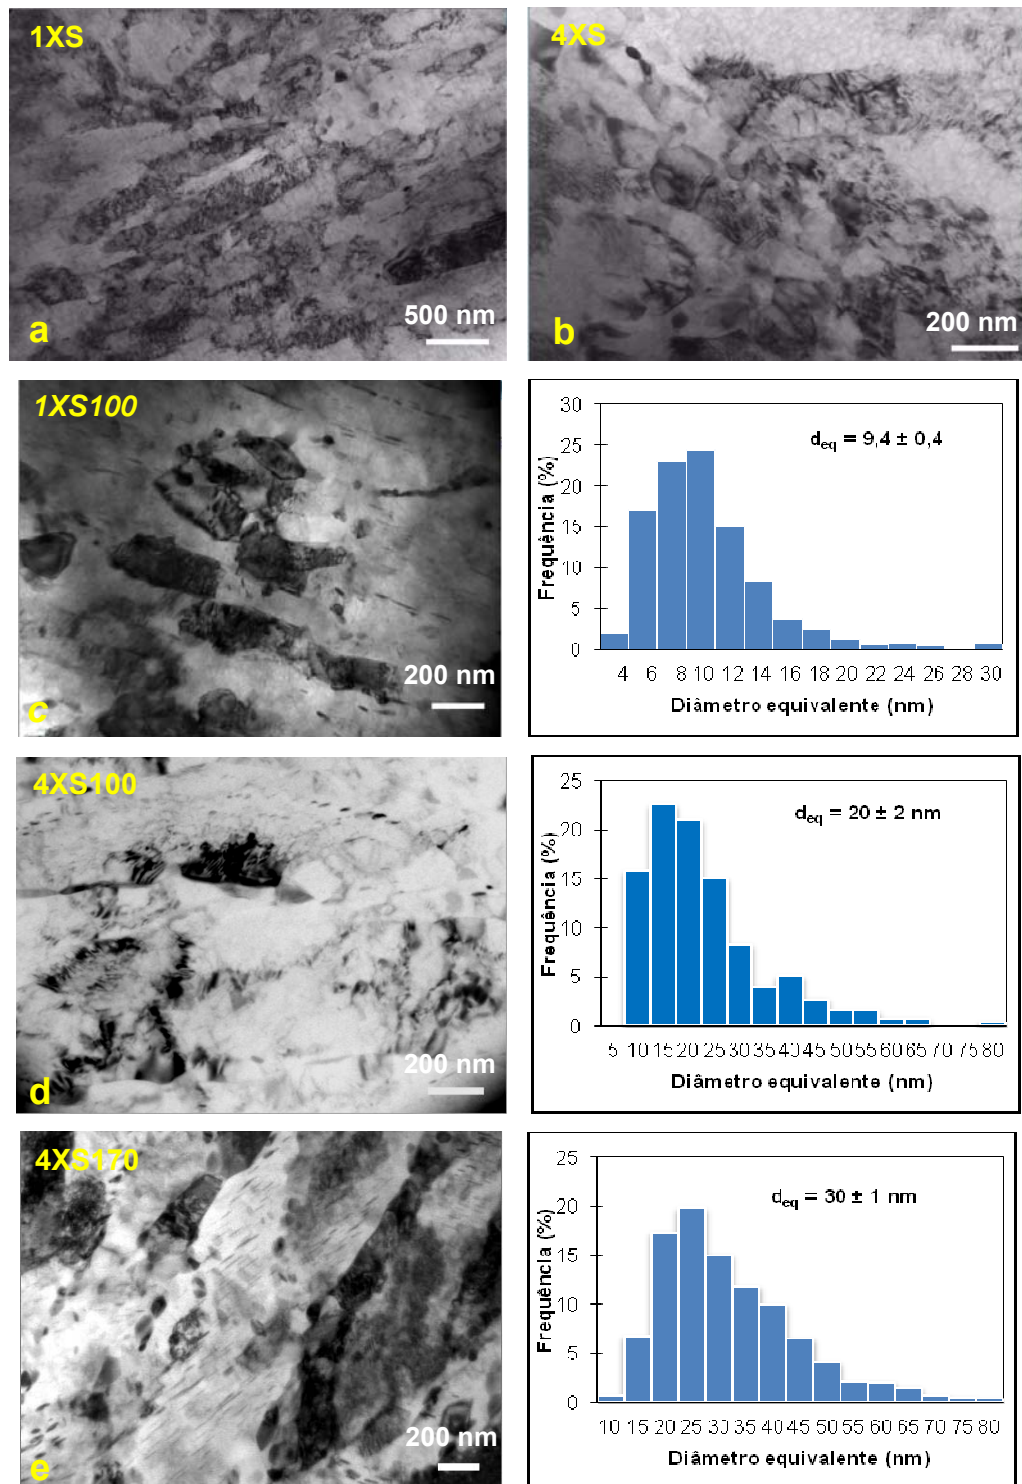 1XS
500 nm
a
4XS
200 nm
b
1XS100
200 nm
c
30
25
20
15
10
5
0
Frequência (%)
deq = 9,4 ± 0,4
4 6 8 10 12 14 16 18 20 22 24 26 28 30
Diâmetro equivalente (nm)
4XS100
200 nm
d
25
20
15
10
5
0
Frequência (%)
deq = 20 ± 2 nm
5 10 15 20 25 30 35 40 45 50 55 60 65 70 75 80
Diâmetro equivalente (nm)
4XS170
200 nm
e
25
20
15
10
5
0
Frequência (%)
deq = 30 ± 1 nm
10 15 20 25 30 35 40 45 50 55 60 65 70 75 80
Diâmetro equivalente (nm)